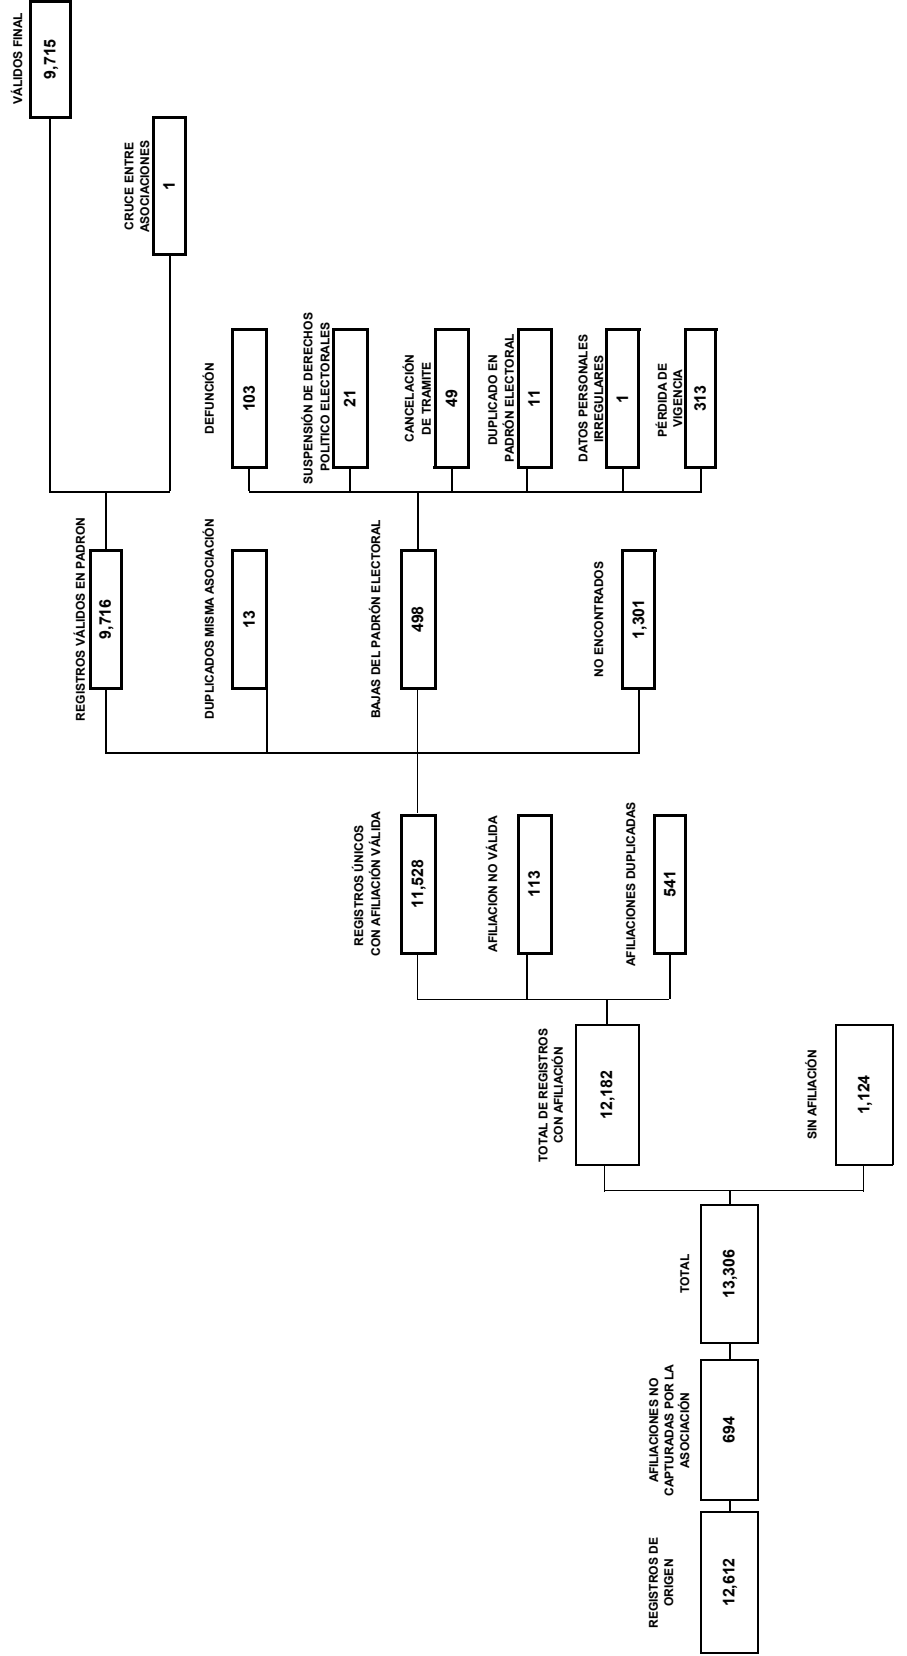 REGISTROS DE
ORIGEN
12,612
AFILIACIONES NO
CAPTURADAS POR LA
ASOCIACIÓN
694
TOTAL
13,306
TOTAL DE REGISTROS
CON AFILIACIÓN
12,182
SIN AFILIACIÓN
1,124
REGISTROS ÚNICOS
CON AFILIACIÓN VÁLIDA
11,528
AFILIACION NO VÁLIDA
113
AFILIACIONES DUPLICADAS
541
REGISTROS VÁLIDOS EN PADRON
9,716
DUPLICADOS MISMA ASOCIACIÓN
13
BAJAS DEL PADRÓN ELECTORAL
498
NO ENCONTRADOS
1,301
DEFUNCIÓN
103
SUSPENSIÓN DE DERECHOS
POLITICO ELECTORALES
21
CANCELACIÓN
DE TRAMITE
49
DUPLICADO EN
PADRÓN ELECTORAL
11
DATOS PERSONALES
IRREGULARES
1
PÉRDIDA DE
VIGENCIA
313
VÁLIDOS FINAL
9,715
CRUCE ENTRE
ASOCIACIONES
1